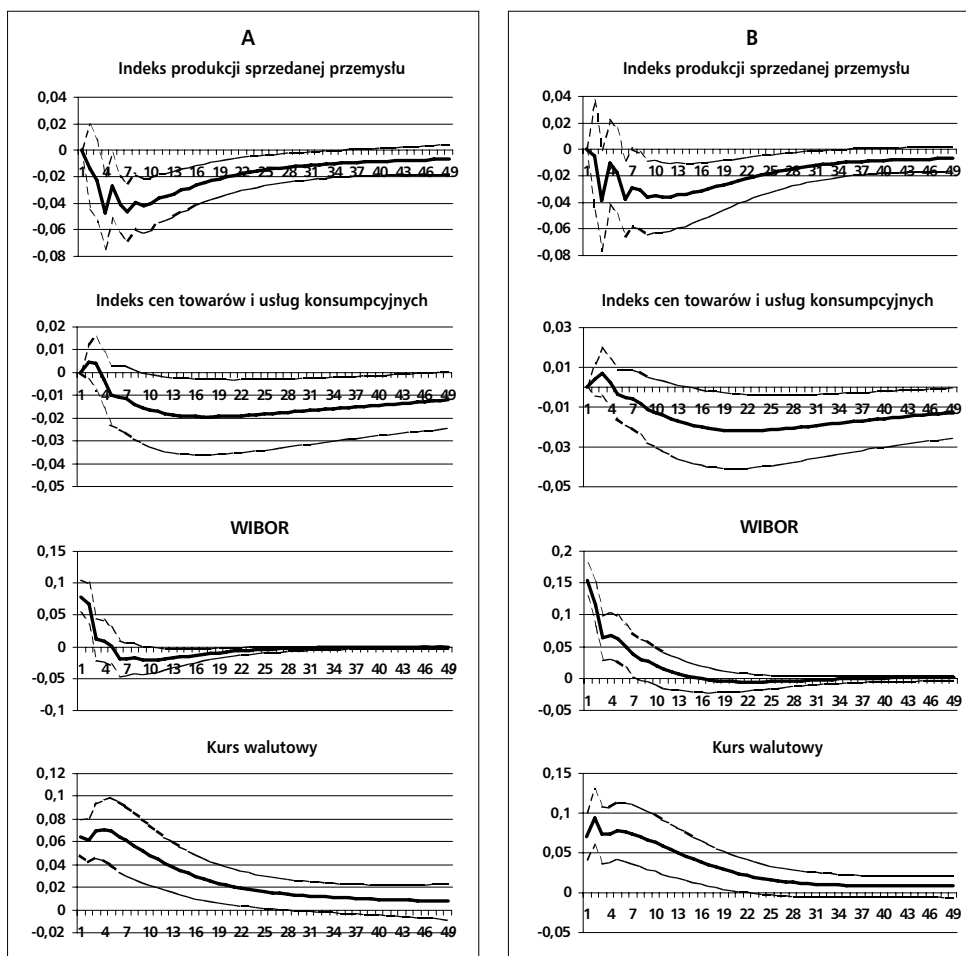 A
Indeks produkcji sprzedanej przemysłu
0,04
0,02
0
-0,02
-0,04
-0,06
-0,08
1 4 7 10 13 16 19 22 25 28 31 34 37 40 43 46 49
Indeks cen towarów i usług konsumpcyjnych
0,02
0,01
0
-0,01
-0,02
-0,03
-0,04
-0,05
1 4 7 10 13 16 19 22 25 28 31 34 37 40 43 46 49
WIBOR
0,15
0,1
0,05
0
-0,05
-0,1
1 4 7 10 13 16 19 22 25 28 31 34 37 40 43 46 49
Kurs walutowy
0,12
0,1
0,08
0,06
0,04
0,02
0
-0,02
1 4 7 10 13 16 19 22 25 28 31 34 37 40 43 46 49
B
Indeks produkcji sprzedanej przemysłu
0,04
0,02
0
-0,02
-0,04
-0,06
-0,08
1 4 7 10 13 16 19 22 25 28 31 34 37 40 43 46 49
Indeks cen towarów i usług konsumpcyjnych
0,03
0,01
-0,01
-0,03
-0,05
1 4 7 10 13 16 19 22 25 28 31 34 37 40 43 46 49
WIBOR
0,2
0,15
0,1
0,05
0
-0,05
1 4 7 10 13 16 19 22 25 28 31 34 37 40 43 46 49
Kurs walutowy
0,15
0,1
0,05
0
-0,05
1 4 7 10 13 16 19 22 25 28 31 34 37 40 43 46 49